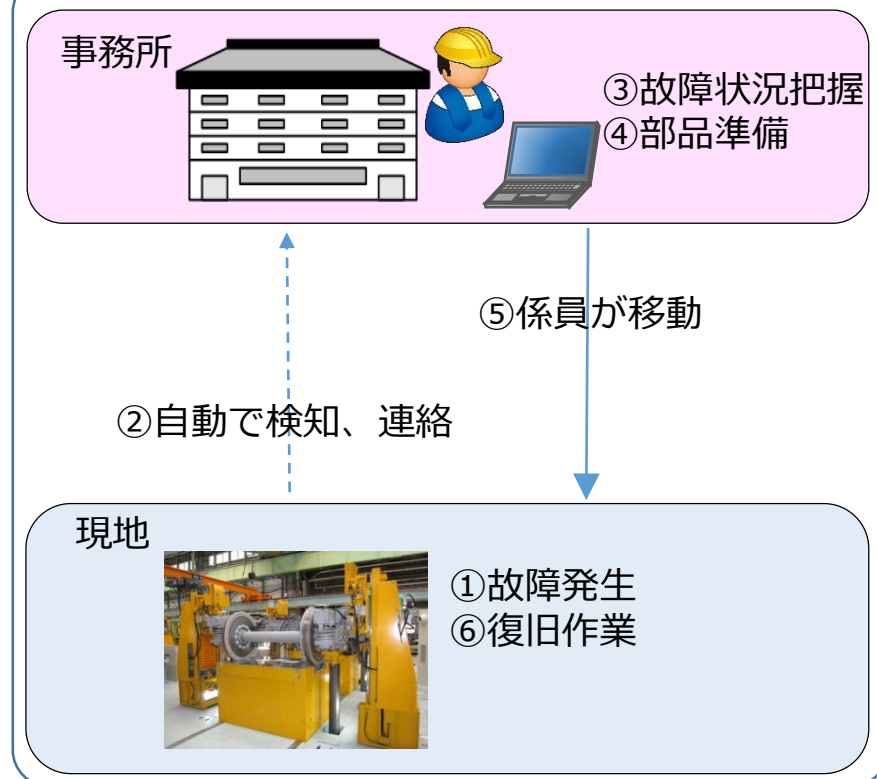 事務所
③故障状況把握
④部品準備
⑤係員が移動
②自動で検知、連絡
現地
①故障発生
⑥復旧作業